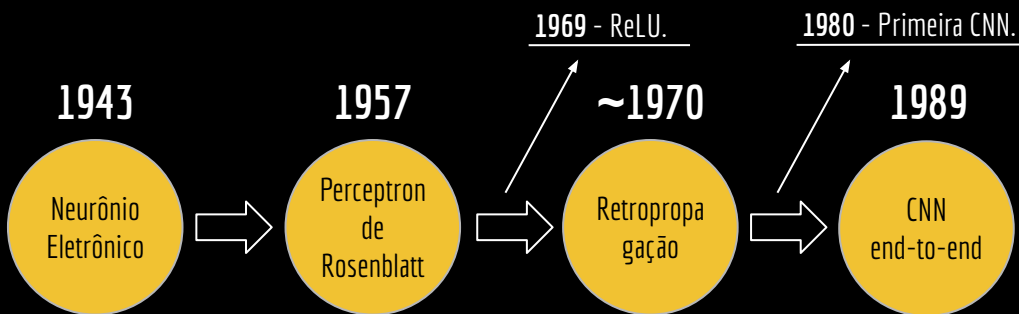 1969 - ReLU.
1980 - Primeira CNN.
1943
1957
~1970
1989
Neurônio
Eletrônico
Perceptron
de
Rosenblatt
Retropropa
gação
CNN
end-to-end